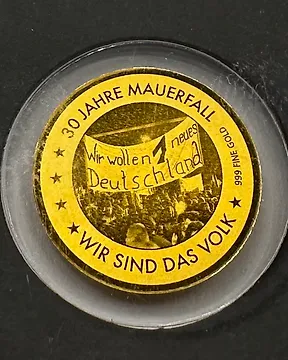 30 JAHRE MAUERFALL
Wir wollen 1 neues
Deutschland
999 FINE GOLD
WIR SIND DAS VOLK